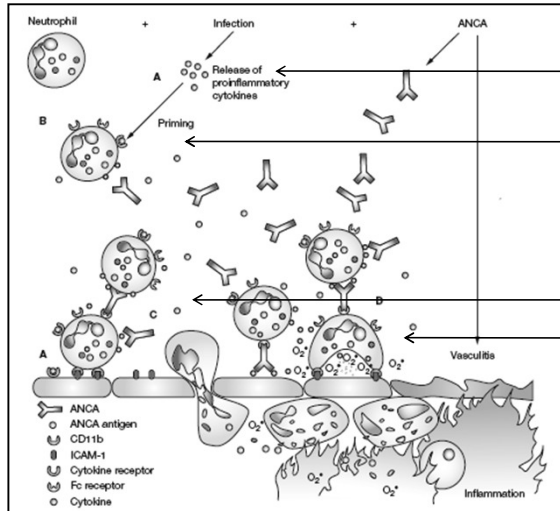 Neutrophil + Infection + ANCA
A
Release of
proinflammatory
cytokines
B
Priming
C
D
A
Vasculitis
O₂•
O₂•
O₂•
O₂•
O₂•
O₂•
O₂•
ANCA
ANCA antigen
CD11b
ICAM-1
Cytokine receptor
Fc receptor
Cytokine
Inflammation